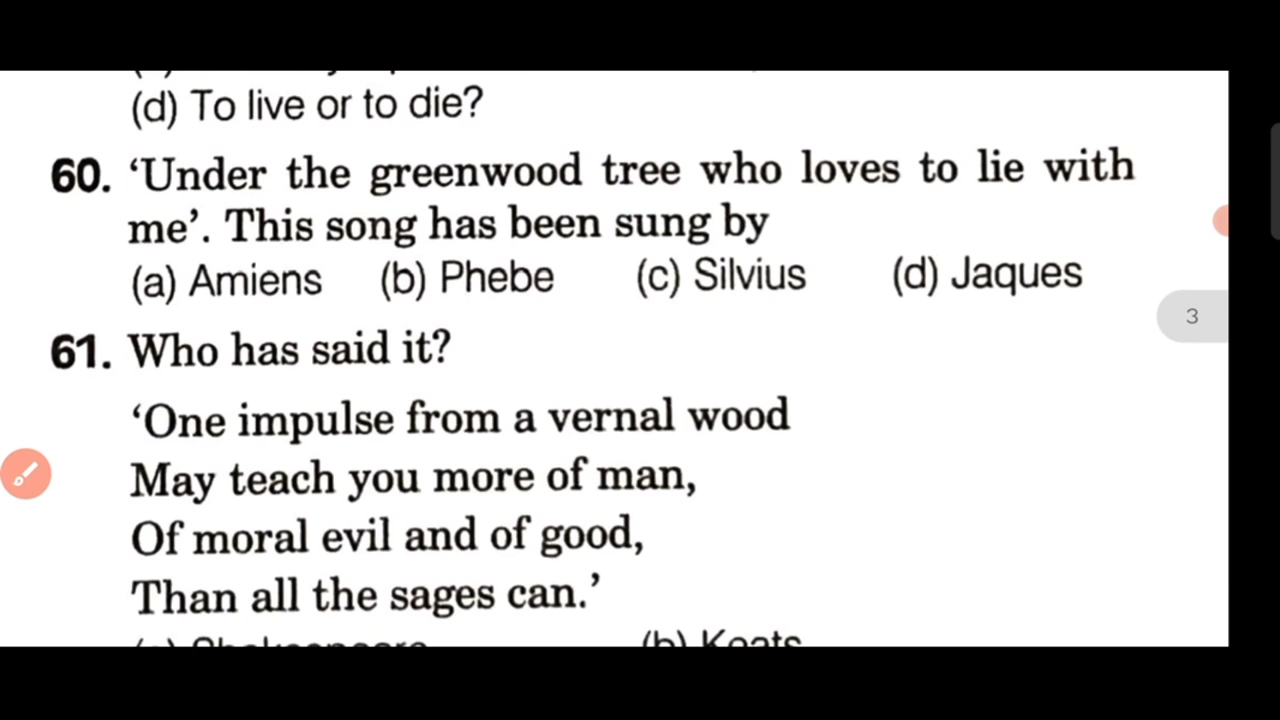 (d) To live or to die?
60. ‘Under the greenwood tree who loves to lie with
me’. This song has been sung by
(a) Amiens (b) Phebe (c) Silvius (d) Jaques
3
61. Who has said it?
‘One impulse from a vernal wood
May teach you more of man,
Of moral evil and of good,
Than all the sages can.’
(a) Shakespeare (b) Keats